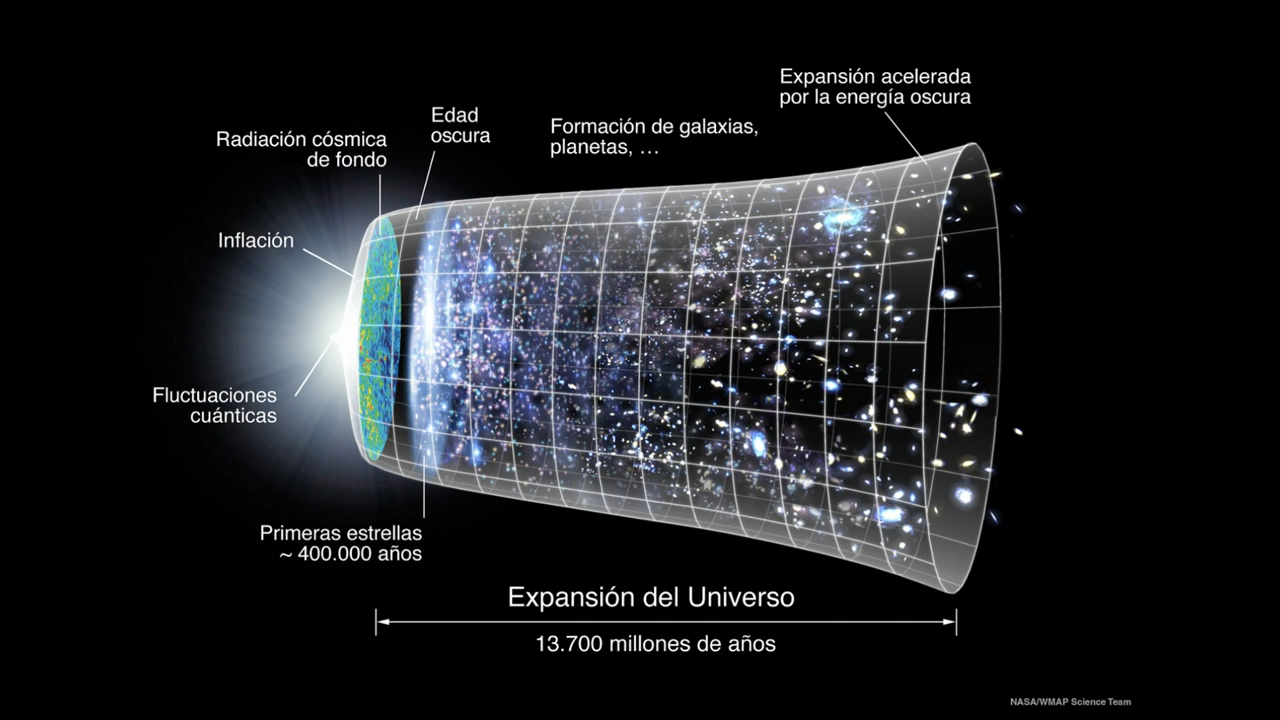 Expansión acelerada
por la energía oscura
Edad
oscura
Formación de galaxias,
planetas, …
Radiación cósmica
de fondo
Inflación
Fluctuaciones
cuánticas
Primeras estrellas
~ 400.000 años
Expansión del Universo
13.700 millones de años
NASA/WMAP Science Team